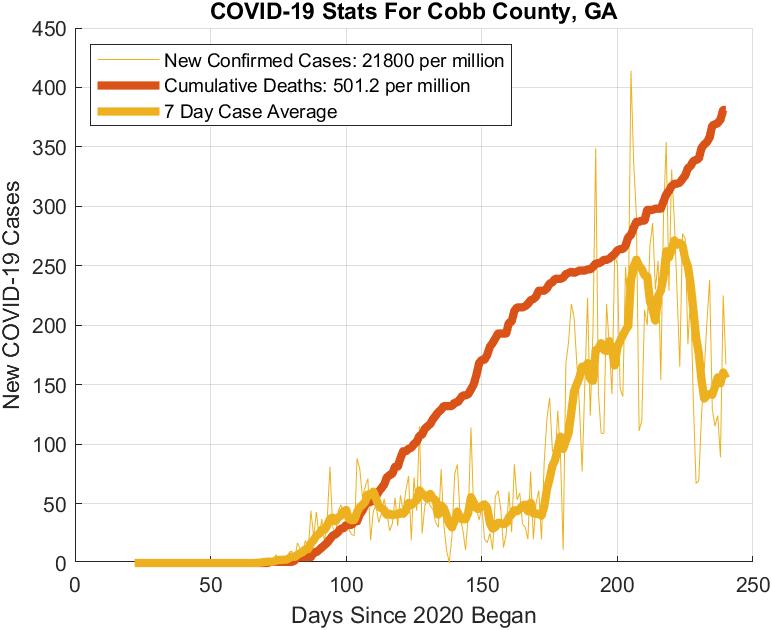 COVID-19 Stats For Cobb County, GA
450
400
350
300
250
200
150
100
50
0
New COVID-19 Cases
New Confirmed Cases: 21800 per million
Cumulative Deaths: 501.2 per million
7 Day Case Average
0 50 100 150 200 250
Days Since 2020 Began